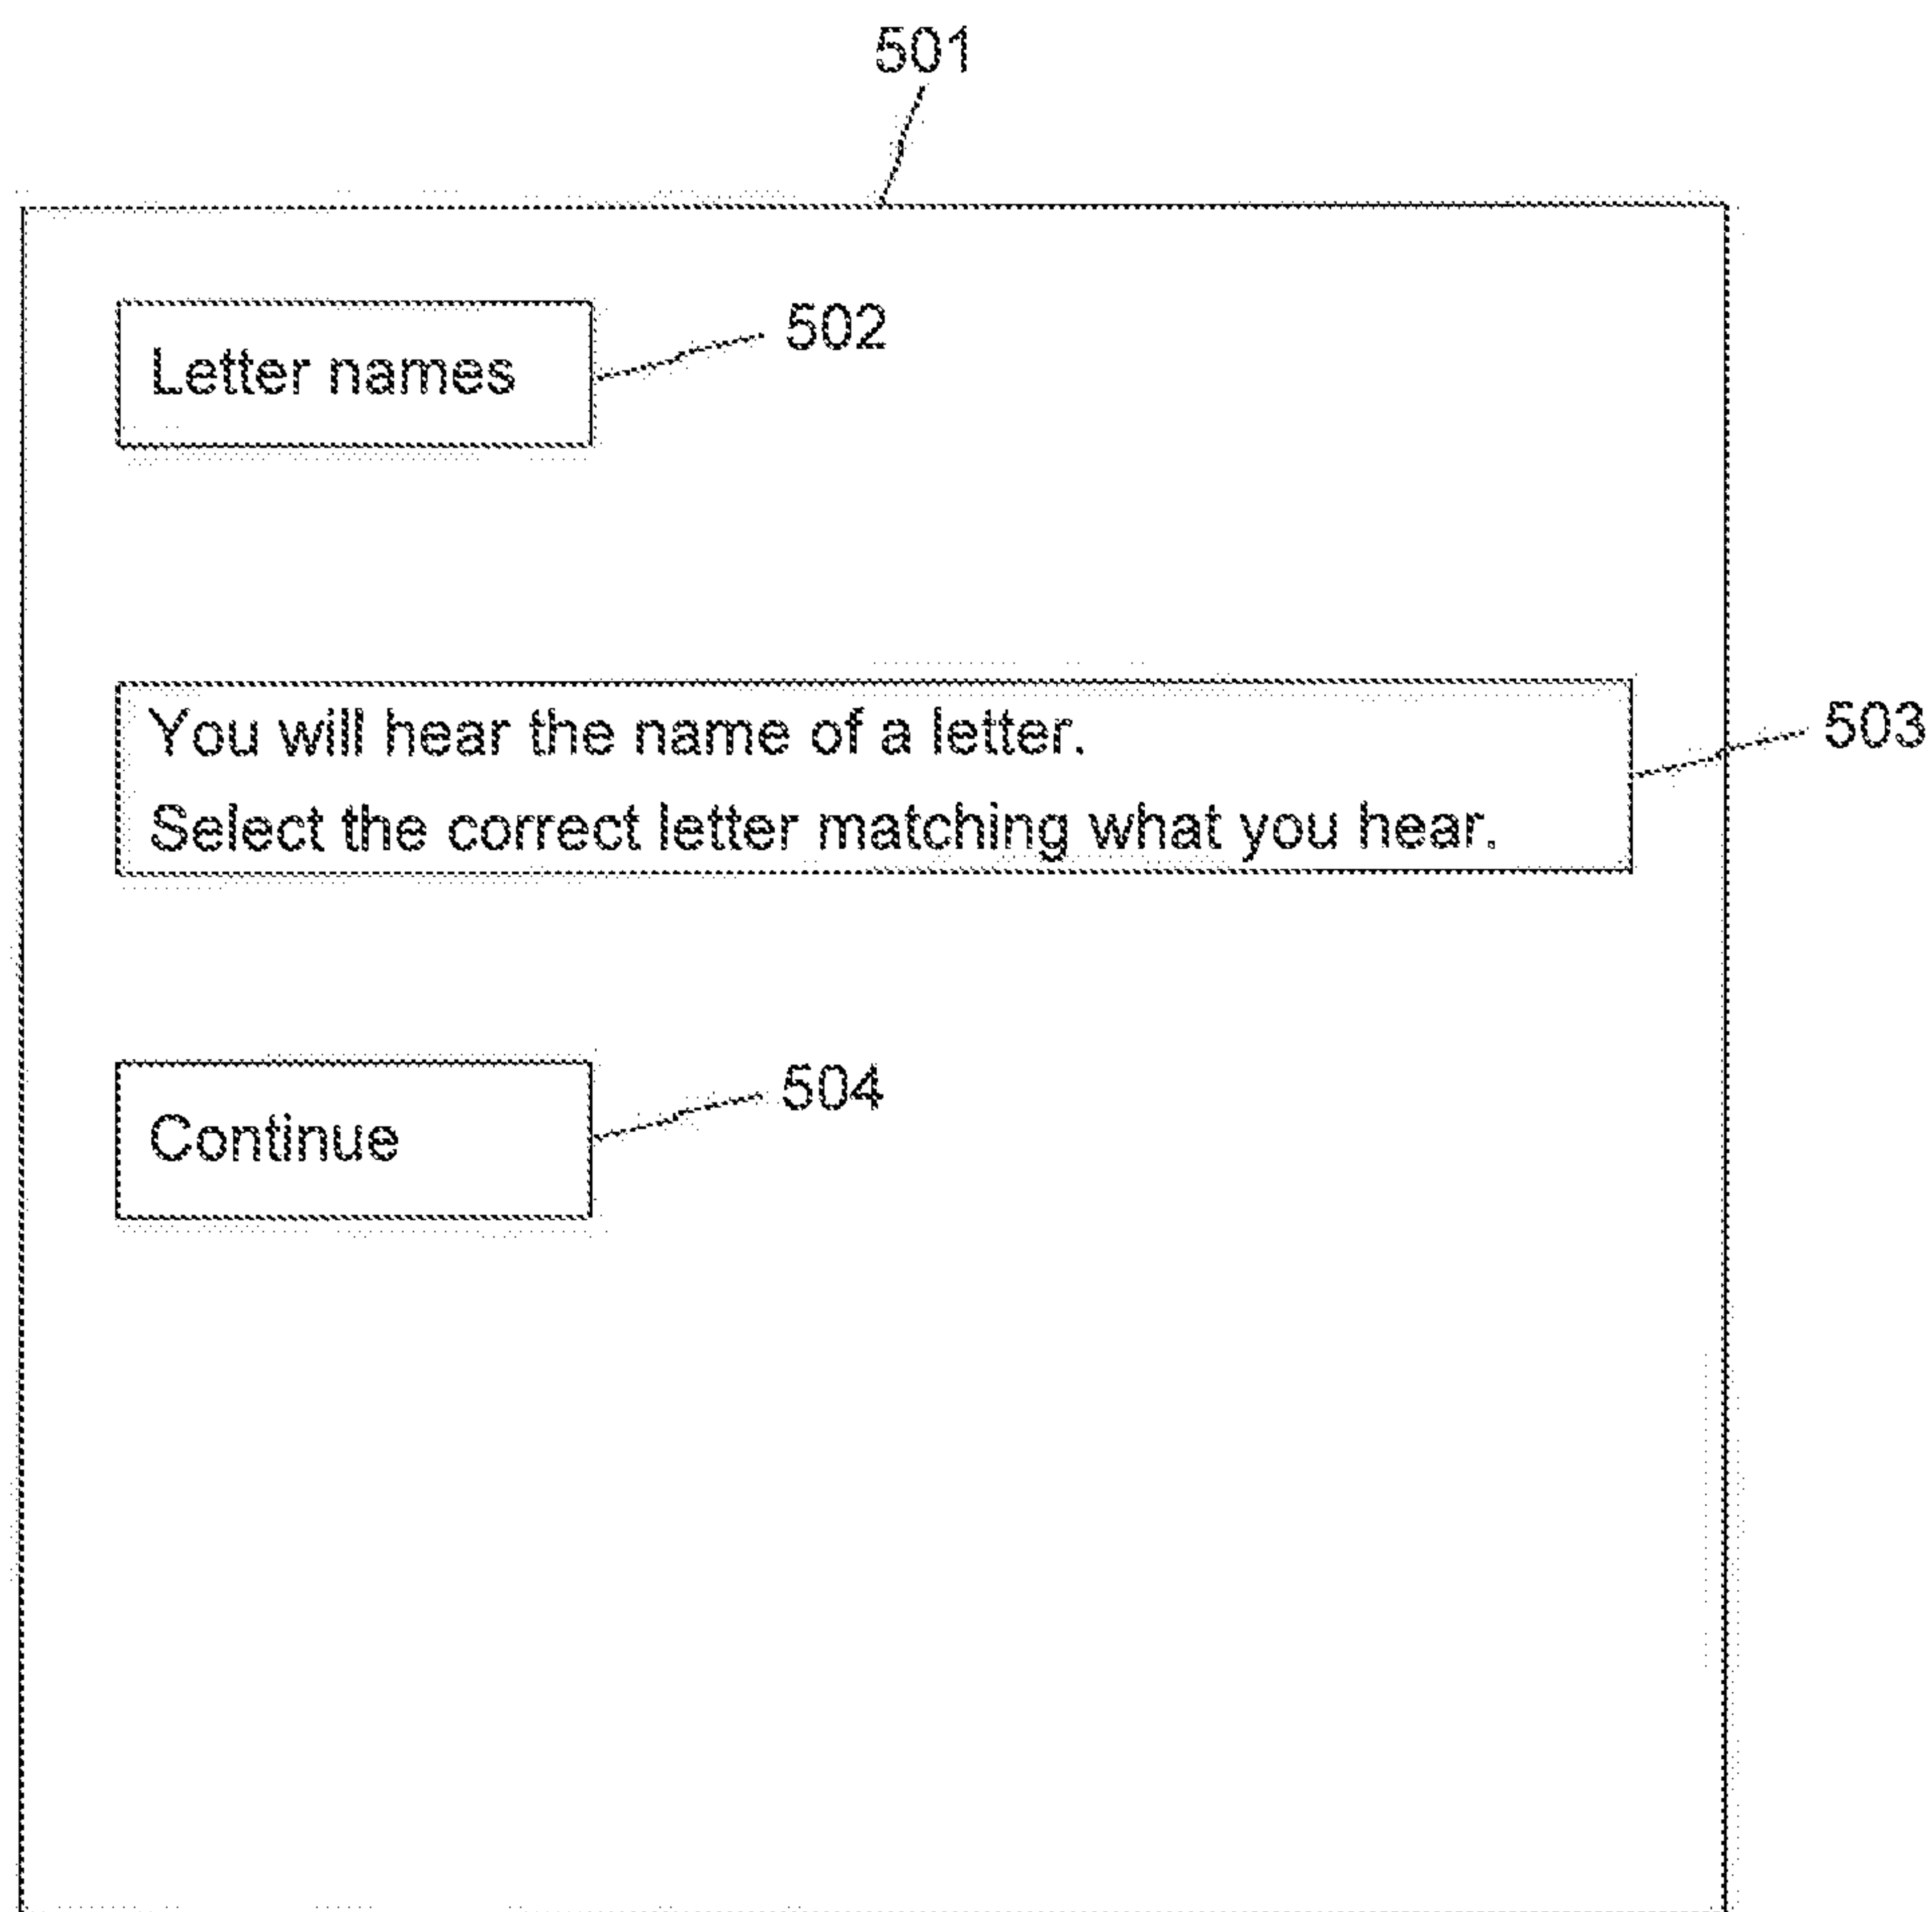 501
Letter names
502
You will hear the name of a letter.
Select the correct letter matching what you hear.
503
Continue
504